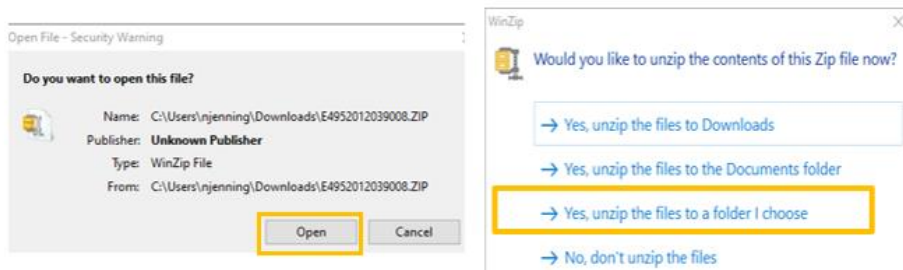 Open File - Security Warning
Do you want to open this file?
Name: C:\Users\njenning\Downloads\E4952012039008.ZIP
Publisher: Unknown Publisher
Type: WinZip File
From: C:\Users\njenning\Downloads\E4952012039008.ZIP
Open Cancel
WinZip
Would you like to unzip the contents of this Zip file now?
→ Yes, unzip the files to Downloads
→ Yes, unzip the files to the Documents folder
→ Yes, unzip the files to a folder I choose
→ No, don't unzip the files